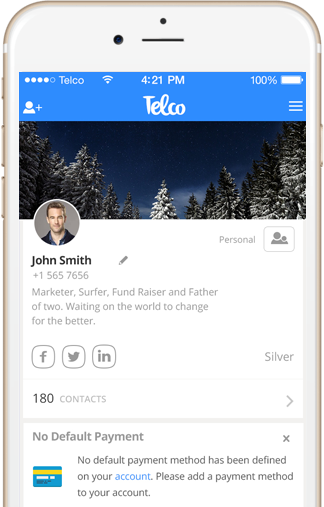 Telco 4:21 PM 100%
Telco
Personal
John Smith
+1 565 7656
Marketer, Surfer, Fund Raiser and Father
of two. Waiting on the world to change
for the better.
f in
Silver
180 CONTACTS
No Default Payment ×
No default payment method has been defined
on your account. Please add a payment method
to your account.